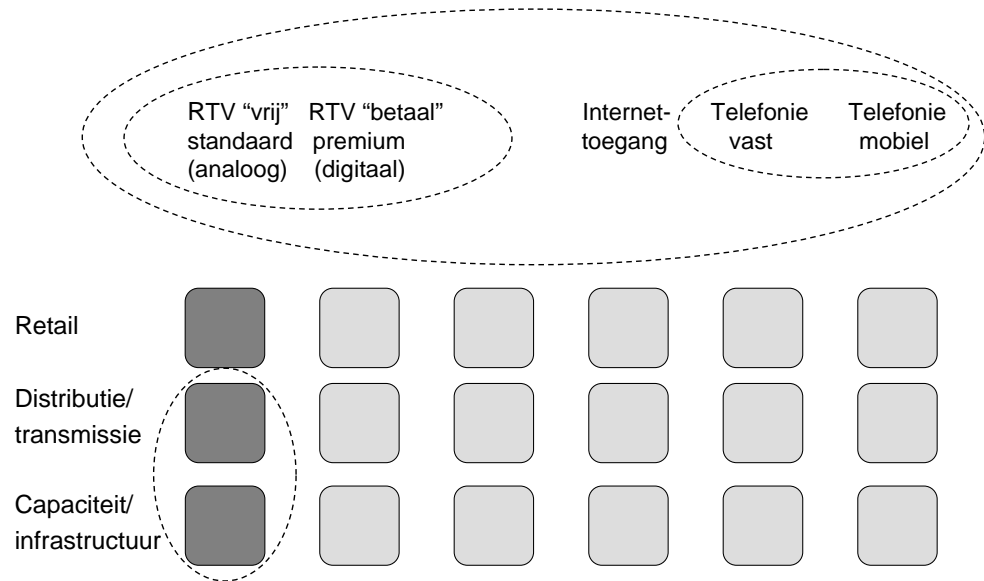 RTV “vrij”
standaard
(analoog)
RTV “betaal”
premium
(digitaal)
Internet-
toegang
Telefonie
vast
Telefonie
mobiel
Retail
Distributie/
transmissie
Capaciteit/
infrastructuur